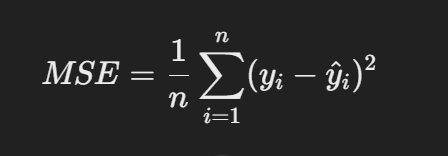 MSE = \frac{1}{n} \sum_{i=1}^{n} (y_i - \hat{y}_i)^2